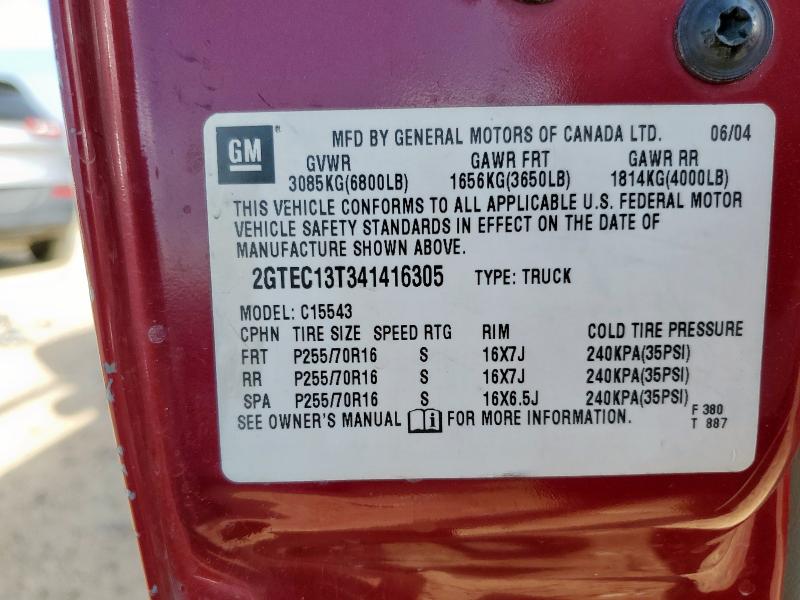 GM ® MFD BY GENERAL MOTORS OF CANADA LTD. 06/04
GVWR GAWR FRT GAWR RR
3085KG(6800LB) 1656KG(3650LB) 1814KG(4000LB)
THIS VEHICLE CONFORMS TO ALL APPLICABLE U.S. FEDERAL MOTOR
VEHICLE SAFETY STANDARDS IN EFFECT ON THE DATE OF
MANUFACTURE SHOWN ABOVE.
2GTEC13T341416305 TYPE: TRUCK
MODEL: C15543
CPHN TIRE SIZE SPEED RTG RIM COLD TIRE PRESSURE
FRT P255/70R16 S 16X7J 240KPA(35PSI)
RR P255/70R16 S 16X7J 240KPA(35PSI)
SPA P255/70R16 S 16X6.5J 240KPA(35PSI)
SEE OWNER'S MANUAL i FOR MORE INFORMATION. F 380
T 887